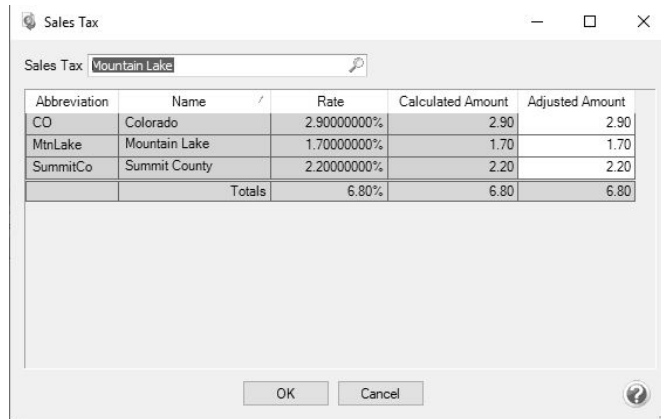 Sales Tax
Sales Tax Mountain Lake
Abbreviation Name Rate Calculated Amount Adjusted Amount
CO Colorado 2.90000000% 2.90 2.90
MtnLake Mountain Lake 1.70000000% 1.70 1.70
SummitCo Summit County 2.20000000% 2.20 2.20
Totals 6.80% 6.80 6.80
OK Cancel ?